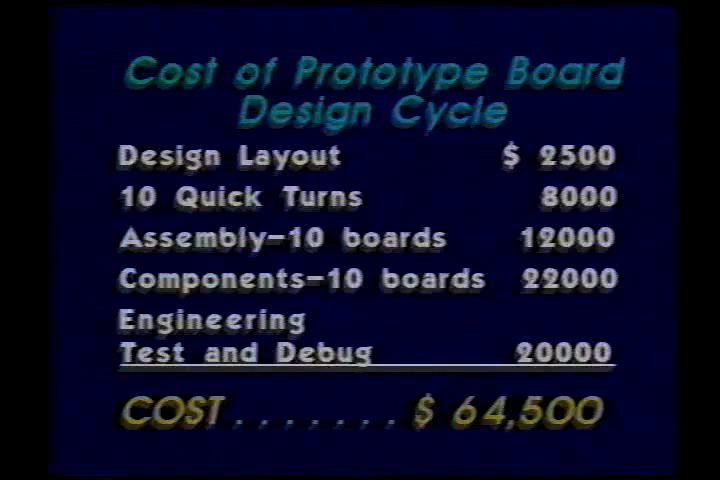 Cost of Prototype Board
Design Cycle
Design Layout $ 2500
10 Quick Turns 8000
Assembly-10 boards 12000
Components-10 boards 22000
Engineering
Test and Debug 20000
COST....... $ 64,500